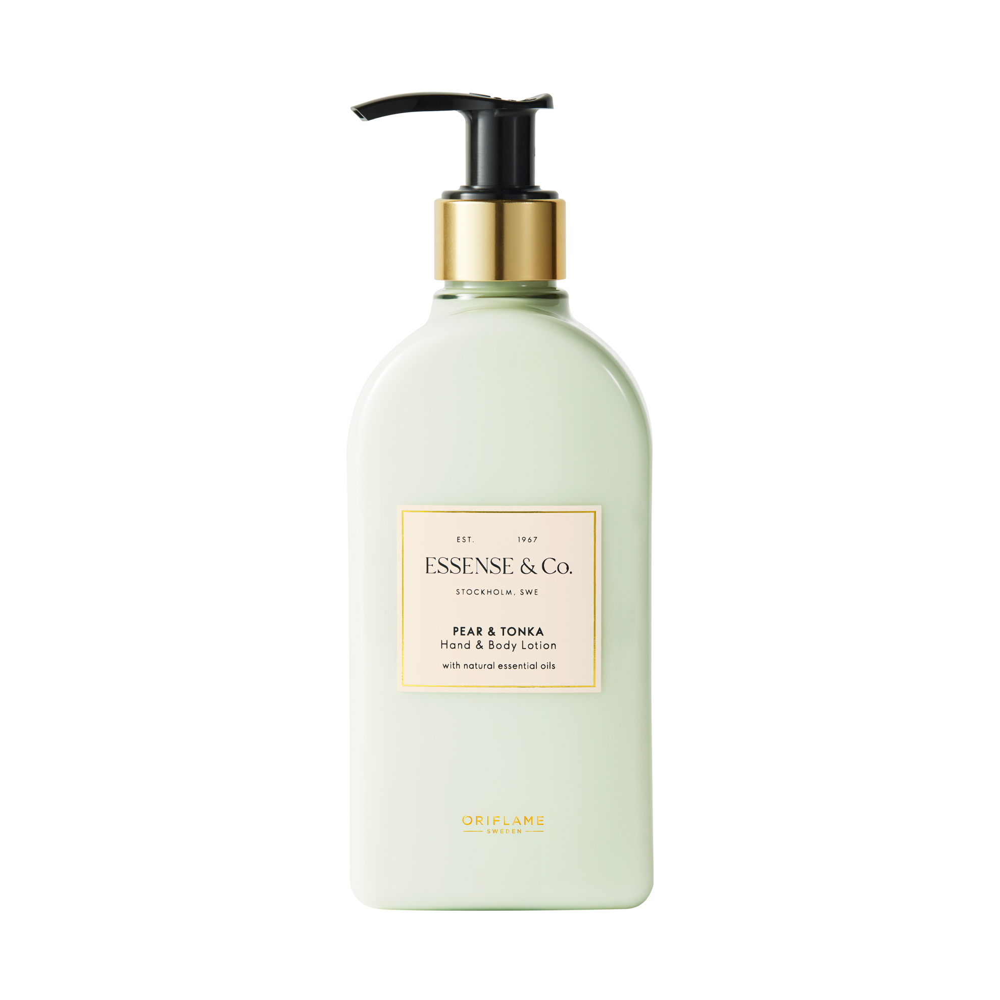 EST. 1967
ESSENSE & Co.
STOCKHOLM, SWE
PEAR & TONKA
Hand & Body Lotion
with natural essential oils
ORIFLAME
SWEDEN